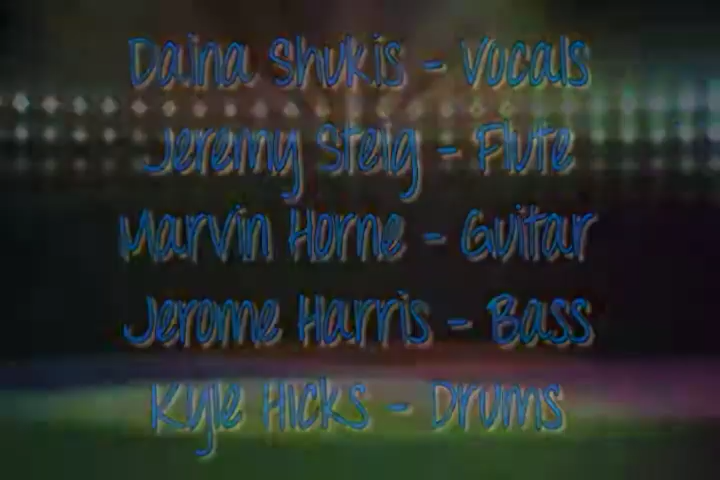 Daina Shukis - Vocals
Jeremy Steig - Flute
Marvin Horne - Guitar
Jerome Harris - Bass
Kyle Hicks - Drums